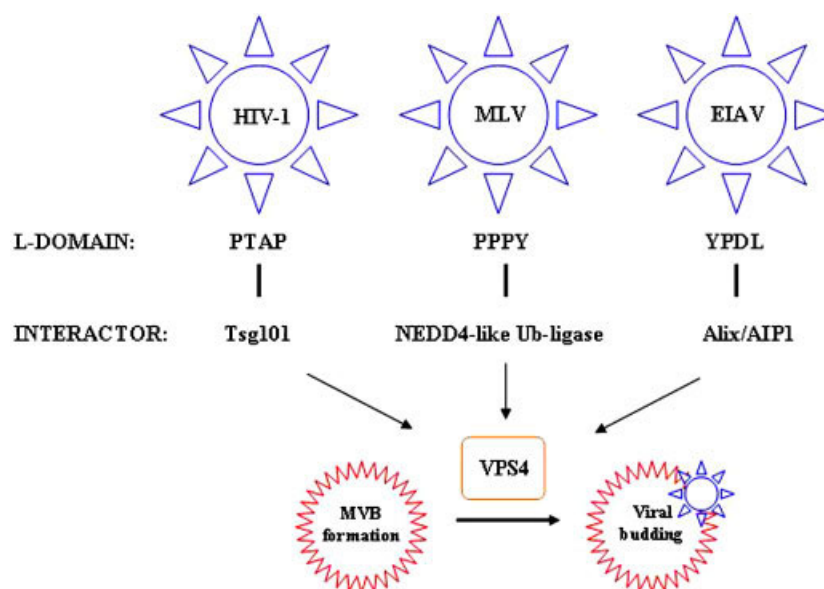 HIV-1 MLV EIAV
L-DOMAIN: PTAP PPPY YPDL
INTERACTOR: Tsg101 NEDD4-like Ub-ligase Alix/AIP1
VPS4
MVB
formation
Viral
budding